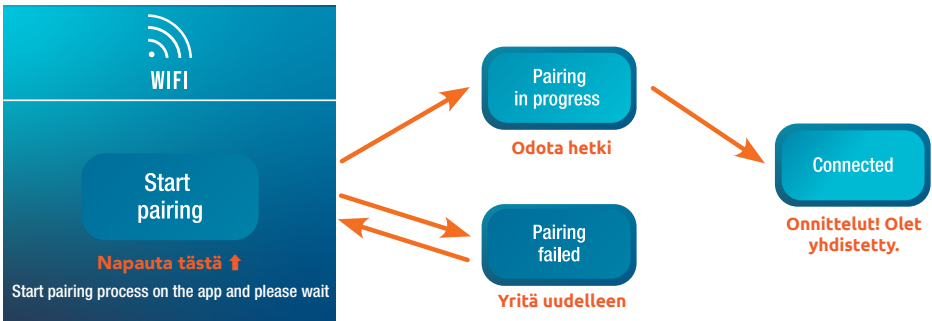 WIFI
Start
pairing
Napauta tästä
Start pairing process on the app and please wait
Pairing
in progress
Odota hetki
Pairing
failed
Yritä uudelleen
Connected
Onnittelut! Olet
yhdistetty.